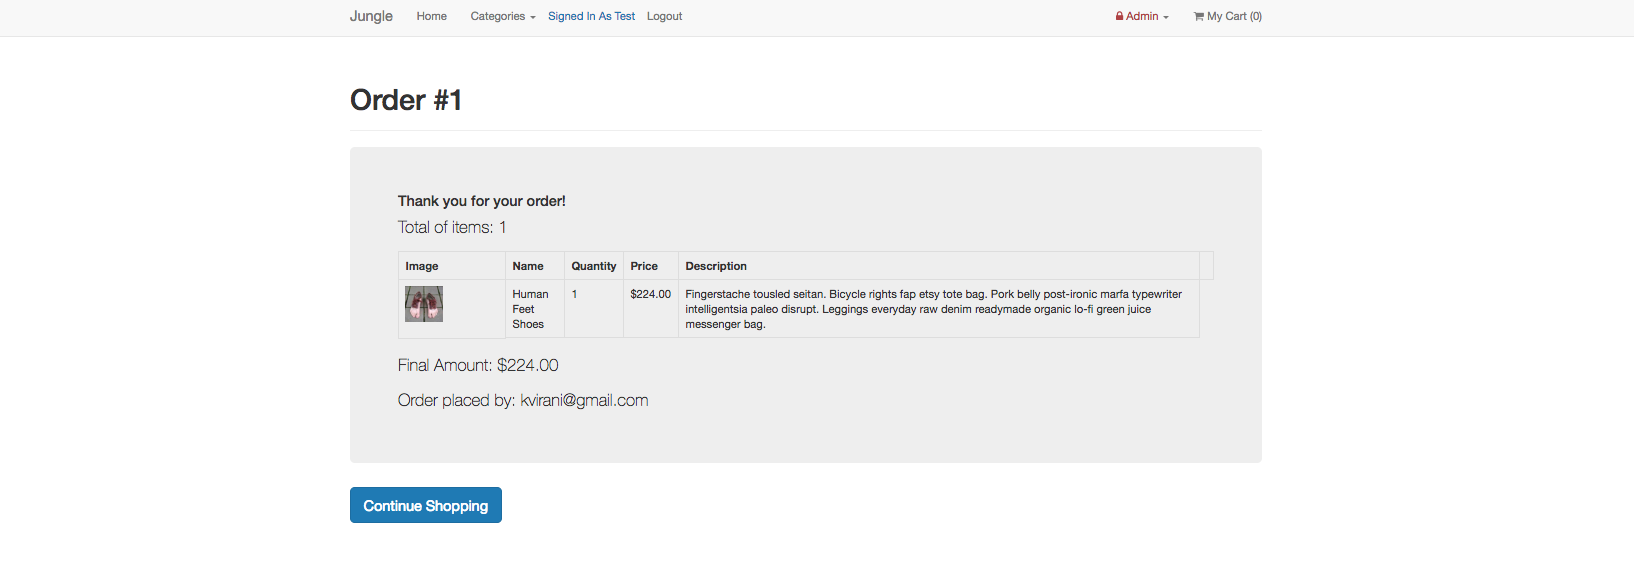 Jungle Home Categories Signed In As Test Logout Admin My Cart (0)
Order #1
Thank you for your order!
Total of items: 1
Image Name Quantity Price Description
Human 1 $224.00 Fingerstache tousled seitan. Bicycle rights fap etsy tote bag. Pork belly post-ironic marfa typewriter
Feet intelligentsia paleo disrupt. Leggings everyday raw denim readymade organic lo-fi green juice
Shoes messenger bag.
Final Amount: $224.00
Order placed by: kvirani@gmail.com
Continue Shopping